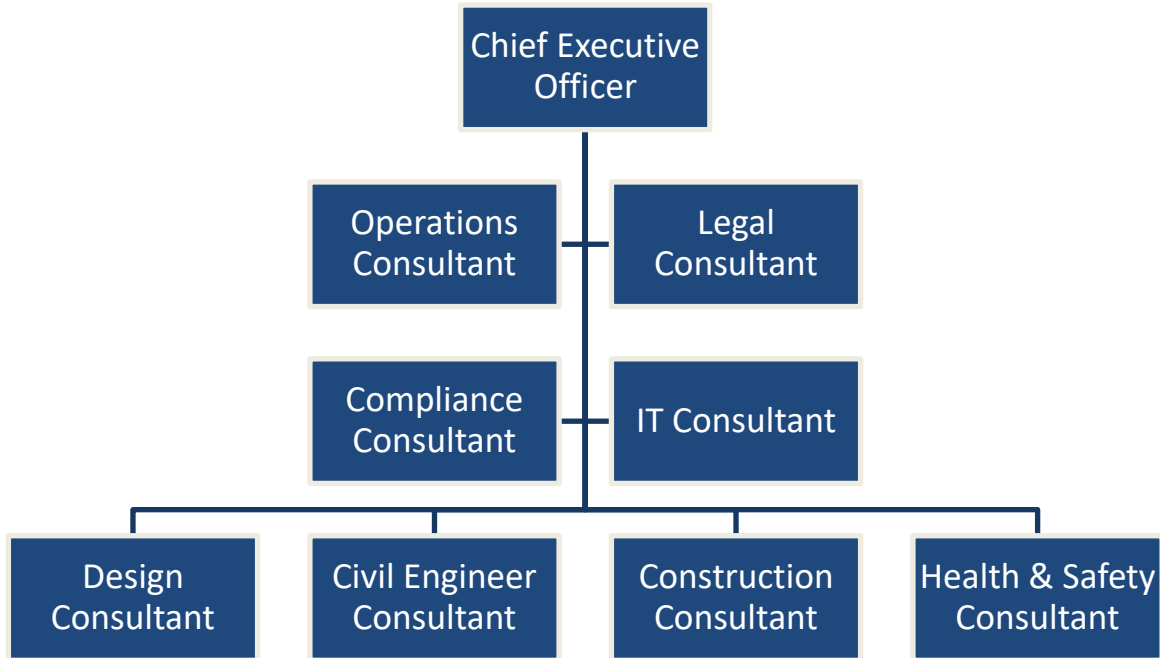 Chief Executive
Officer
Operations
Consultant
Legal
Consultant
Compliance
Consultant
IT Consultant
Design
Consultant
Civil Engineer
Consultant
Construction
Consultant
Health & Safety
Consultant